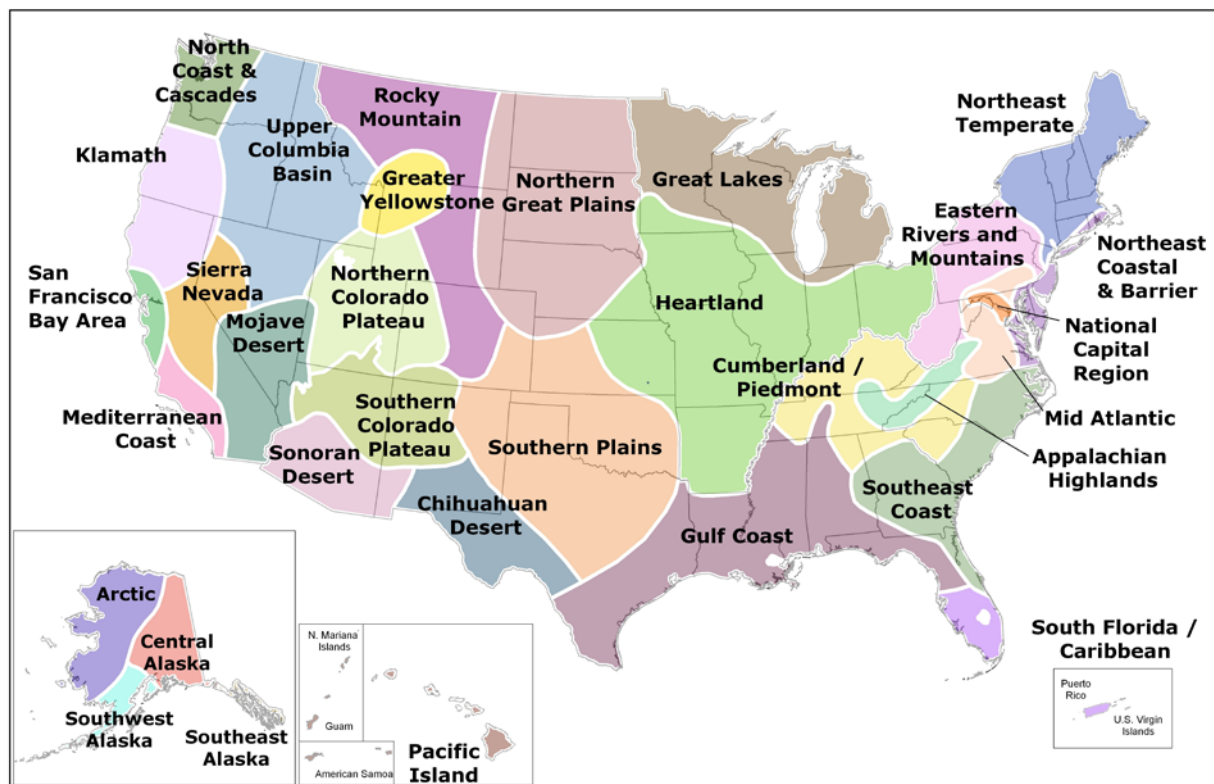 North
Coast &
Cascades
Rocky
Mountain
Northeast
Temperate
Klamath
Upper
Columbia
Basin
Greater
Yellowstone
Northern
Great Plains
Great Lakes
Eastern
Rivers and
Mountains
Northeast
Coastal
& Barrier
San
Francisco
Bay Area
Sierra
Nevada
Northern
Colorado
Plateau
Mojave
Desert
Heartland
National
Capital
Region
Cumberland /
Piedmont
Mediterranean
Coast
Southern
Colorado
Plateau
Sonoran
Desert
Southern Plains
Mid Atlantic
Appalachian
Highlands
Chihuahuan
Desert
Southeast
Coast
Gulf Coast
Arctic
Central
Alaska
Southwest
Alaska
Southeast
Alaska
N. Mariana
Islands
Guam
American Samoa
Pacific
Island
South Florida /
Caribbean
Puerto
Rico
U.S. Virgin
Islands